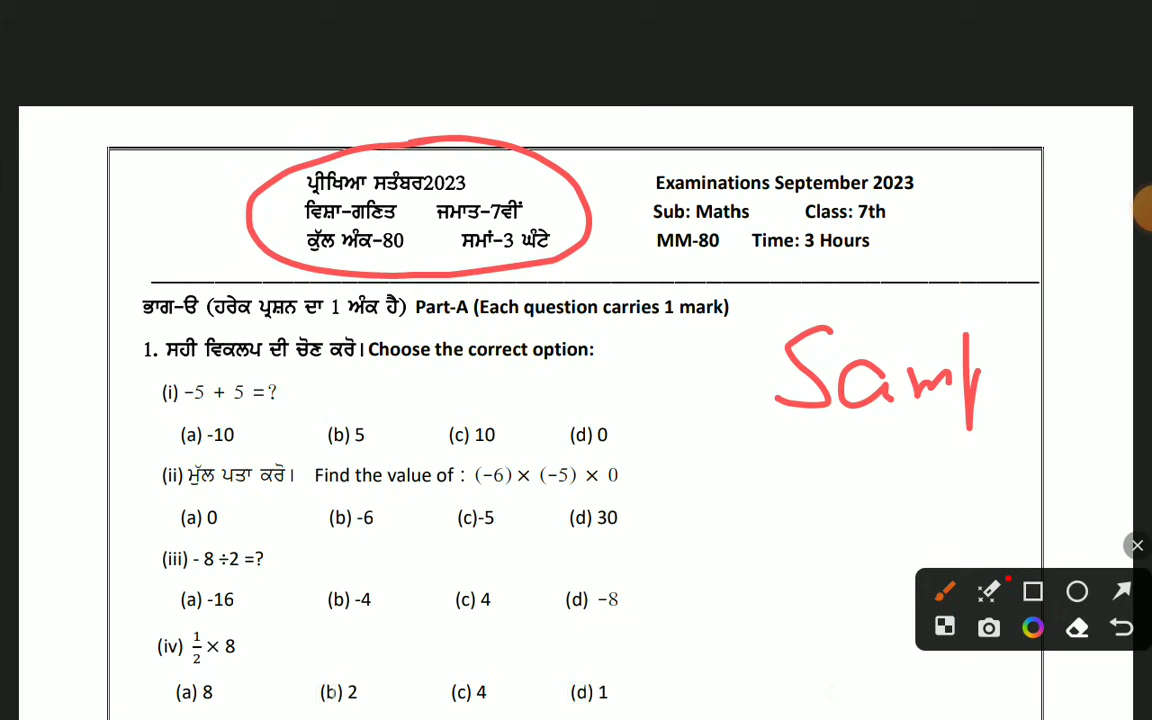 ਪ੍ਰੀਖਿਆ ਸਤੰਬਰ2023 Examinations September 2023
ਵਿਸ਼ਾ-ਗਣਿਤ ਜਮਾਤ-7ਵੀਂ Sub: Maths Class: 7th
ਕੁੱਲ ਅੰਕ-80 ਸਮਾਂ-3 ਘੰਟੇ MM-80 Time: 3 Hours
ਭਾਗ-ੳ (ਹਰੇਕ ਪ੍ਰਸ਼ਨ ਦਾ 1 ਅੰਕ ਹੈ) Part-A (Each question carries 1 mark)
1. ਸਹੀ ਵਿਕਲਪ ਦੀ ਚੋਣ ਕਰੋ। Choose the correct option:
Samp
(i) -5 + 5 =?
(a) -10 (b) 5 (c) 10 (d) 0
(ii) ਮੁੱਲ ਪਤਾ ਕਰੋ। Find the value of : (-6)× (-5) × 0
(a) 0 (b) -6 (c)-5 (d) 30
(iii) - 8 ÷2 =?
(a) -16 (b) -4 (c) 4 (d) -8
(iv) 1/2 × 8
(a) 8 (b) 2 (c) 4 (d) 1